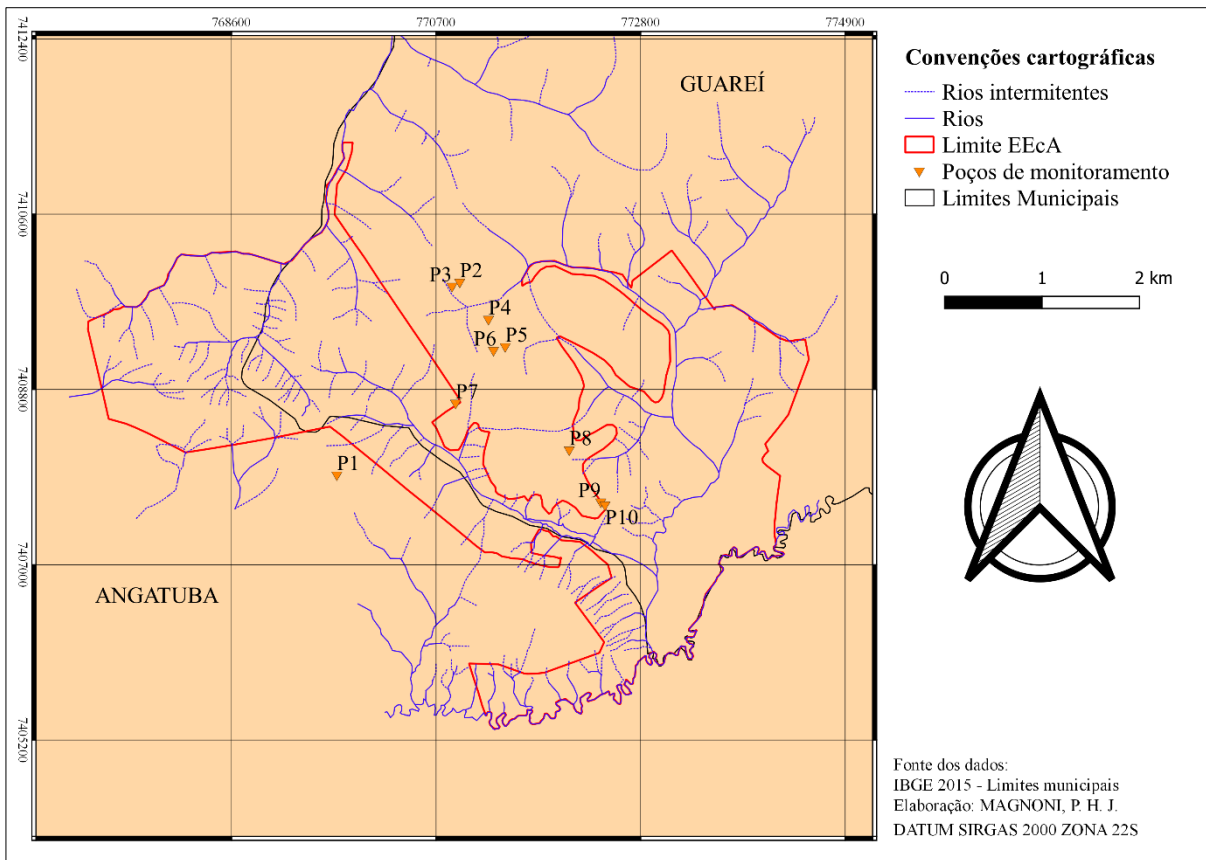 768600
770700
772800
774900
7412400
7410600
7408800
7407000
7405200
GUAREÍ
P3
P2
P4
P6
P5
P7
P8
P1
P9
P10
ANGATUBA
Convenções cartográficas
Rios intermitentes
Rios
Limite EEcA
Poços de monitoramento
Limites Municipais
0
1
2 km
Fonte dos dados:
IBGE 2015 - Limites municipais
Elaboração: MAGNONI, P. H. J.
DATUM SIRGAS 2000 ZONA 22S